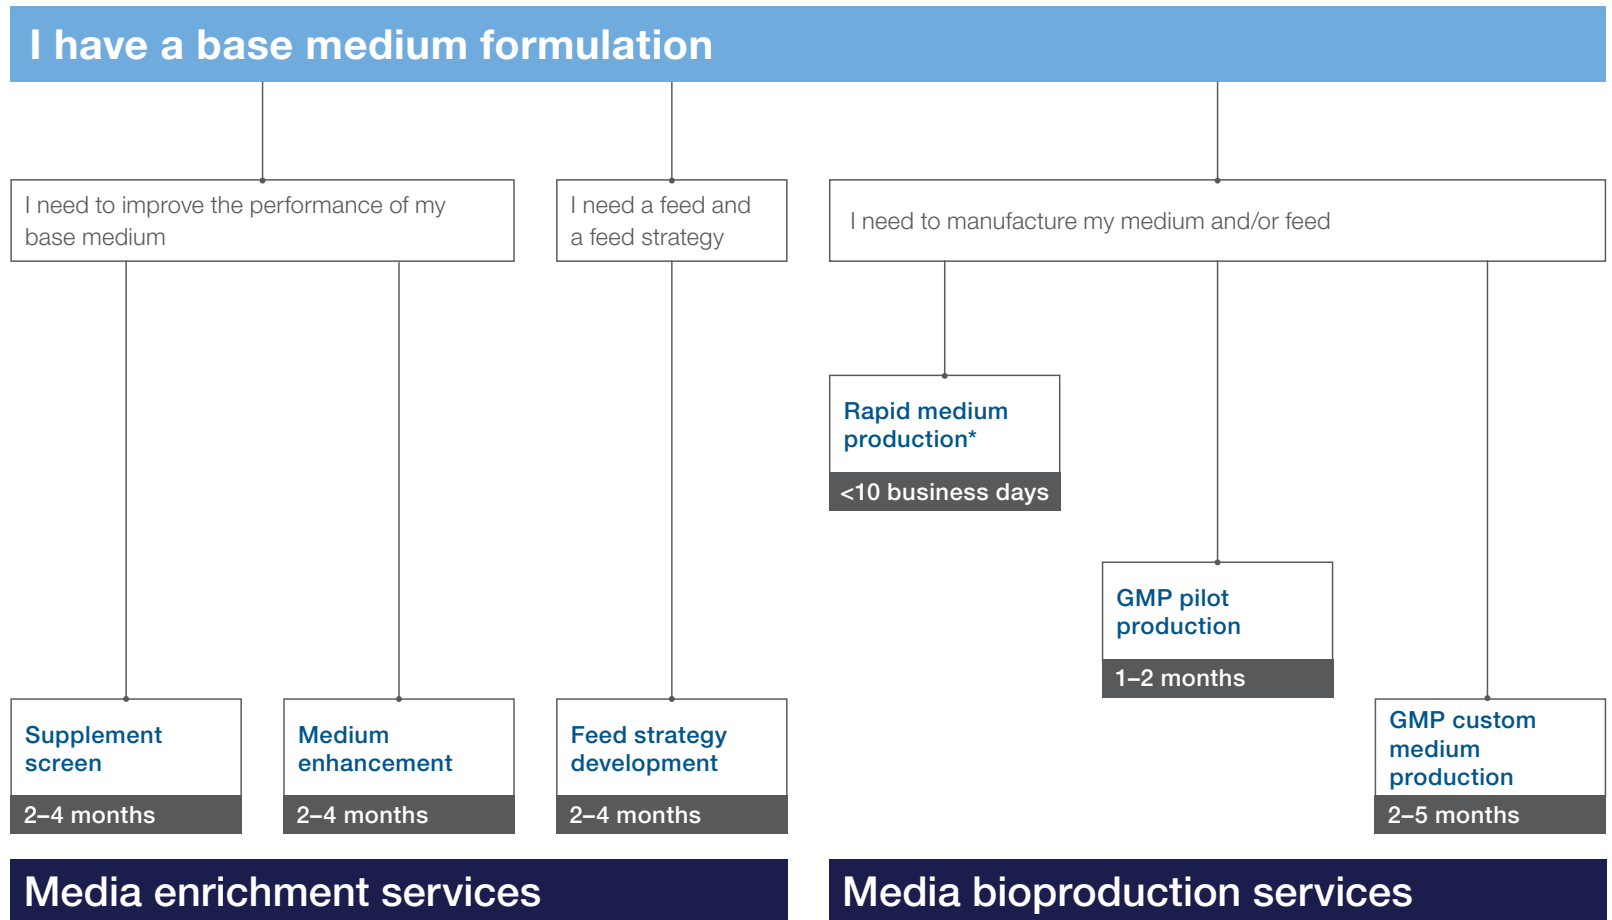 I have a base medium formulation
I need to improve the performance of my
base medium
I need a feed and
a feed strategy
I need to manufacture my medium and/or feed
Rapid medium
production*
<10 business days
GMP pilot
production
1–2 months
Supplement
screen
2–4 months
Medium
enhancement
2–4 months
Feed strategy
development
2–4 months
GMP custom
medium
production
2–5 months
Media enrichment services
Media bioproduction services